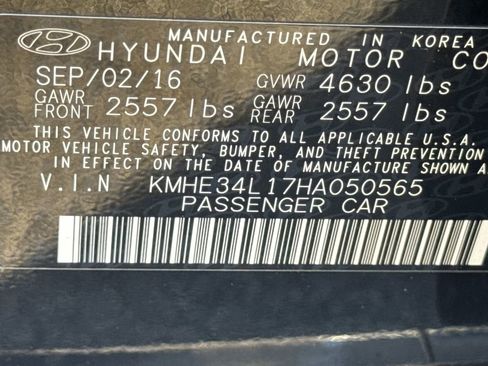 MANUFACTURED IN KOREA
HYUNDAI MOTOR CO
SEP/02/16 GVWR 4630 lbs
GAWR FRONT 2557 lbs GAWR REAR 2557 lbs
THIS VEHICLE CONFORMS TO ALL APPLICABLE U.S.A.
MOTOR VEHICLE SAFETY, BUMPER, AND THEFT PREVENTION
IN EFFECT ON THE DATE OF MANUFACTURE SHOWN A
V.I.N KMHE34L17HA050565
PASSENGER CAR